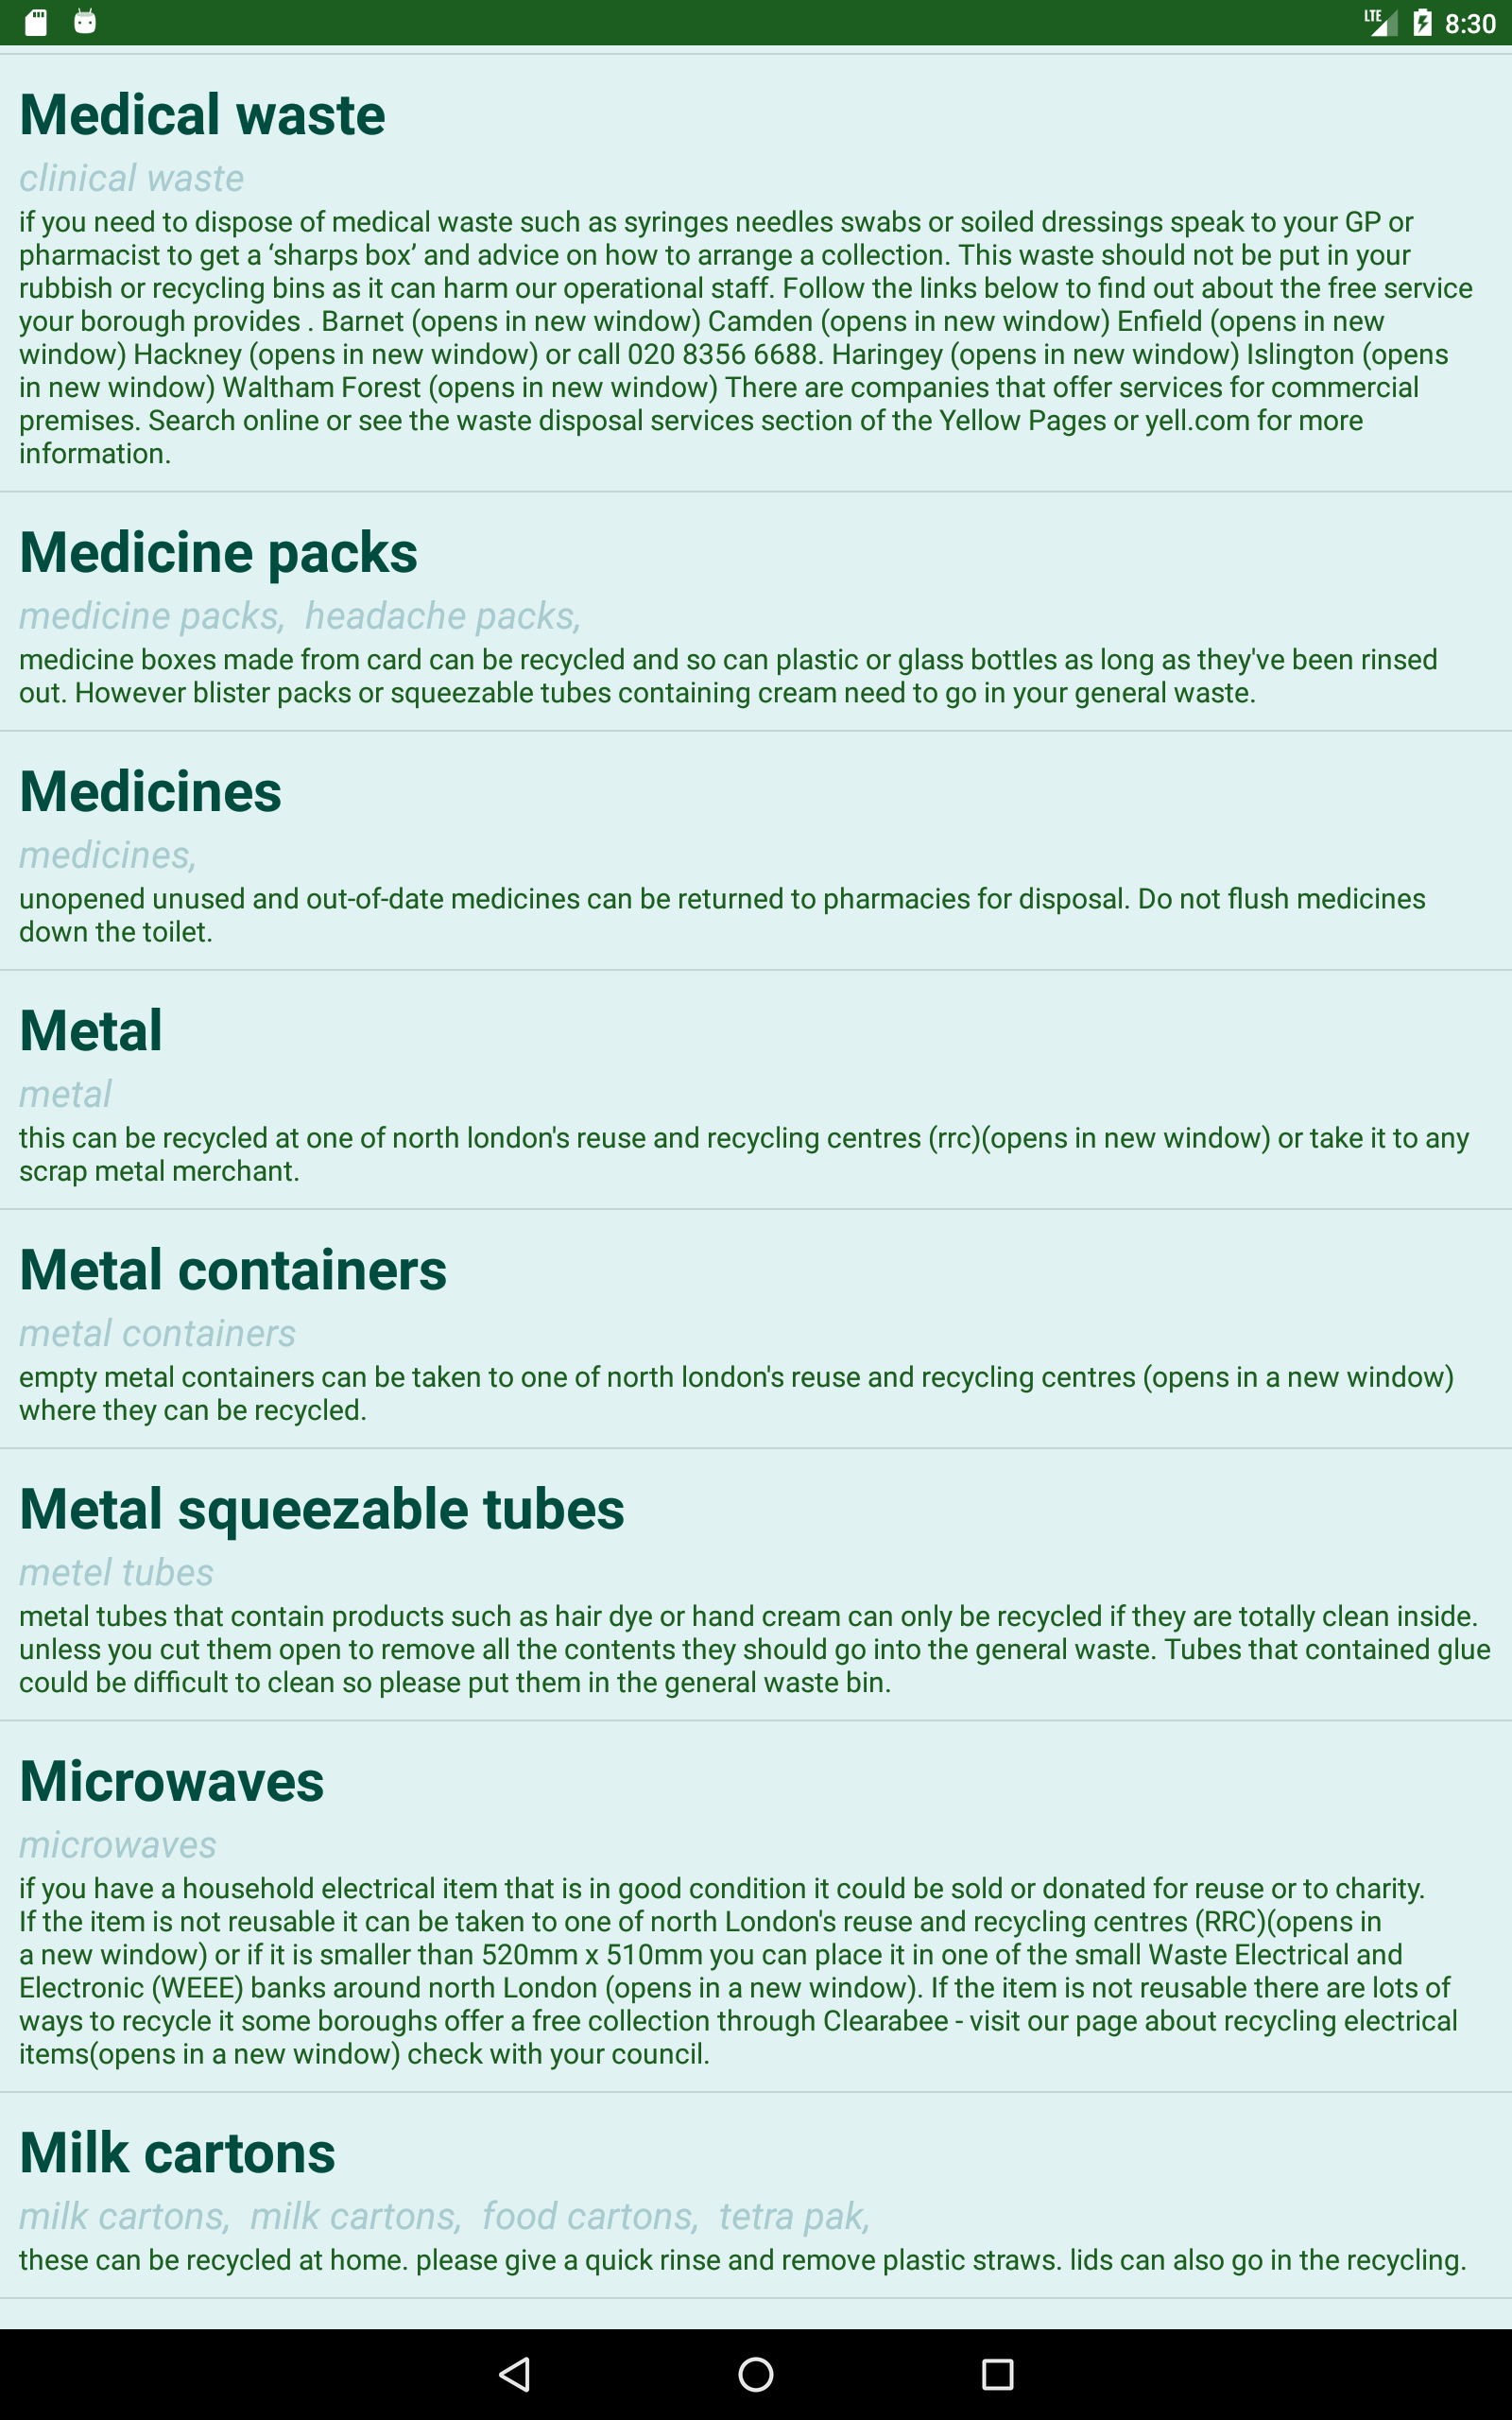 LTE 8:30
Medical waste
clinical waste
if you need to dispose of medical waste such as syringes needles swabs or soiled dressings speak to your GP or
pharmacist to get a ‘sharps box’ and advice on how to arrange a collection. This waste should not be put in your
rubbish or recycling bins as it can harm our operational staff. Follow the links below to find out about the free service
your borough provides . Barnet (opens in new window) Camden (opens in new window) Enfield (opens in new
window) Hackney (opens in new window) or call 020 8356 6688. Haringey (opens in new window) Islington (opens
in new window) Waltham Forest (opens in new window) There are companies that offer services for commercial
premises. Search online or see the waste disposal services section of the Yellow Pages or yell.com for more
information.
Medicine packs
medicine packs,  headache packs,
medicine boxes made from card can be recycled and so can plastic or glass bottles as long as they've been rinsed
out. However blister packs or squeezable tubes containing cream need to go in your general waste.
Medicines
medicines,
unopened unused and out-of-date medicines can be returned to pharmacies for disposal. Do not flush medicines
down the toilet.
Metal
metal
this can be recycled at one of north london's reuse and recycling centres (rrc)(opens in new window) or take it to any
scrap metal merchant.
Metal containers
metal containers
empty metal containers can be taken to one of north london's reuse and recycling centres (opens in a new window)
where they can be recycled.
Metal squeezable tubes
metel tubes
metal tubes that contain products such as hair dye or hand cream can only be recycled if they are totally clean inside.
unless you cut them open to remove all the contents they should go into the general waste. Tubes that contained glue
could be difficult to clean so please put them in the general waste bin.
Microwaves
microwaves
if you have a household electrical item that is in good condition it could be sold or donated for reuse or to charity.
If the item is not reusable it can be taken to one of north London's reuse and recycling centres (RRC)(opens in
a new window) or if it is smaller than 520mm x 510mm you can place it in one of the small Waste Electrical and
Electronic (WEEE) banks around north London (opens in a new window). If the item is not reusable there are lots of
ways to recycle it some boroughs offer a free collection through Clearabee - visit our page about recycling electrical
items(opens in a new window) check with your council.
Milk cartons
milk cartons,  milk cartons,  food cartons,  tetra pak,
these can be recycled at home. please give a quick rinse and remove plastic straws. lids can also go in the recycling.